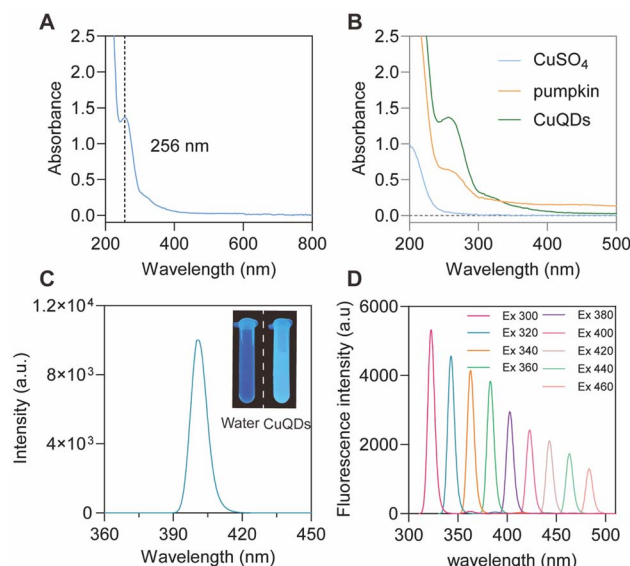 A
2.5
2.0
1.5
1.0
0.5
0.0
Absorbance
256 nm
200 400 600 800
Wavelength (nm)
B
2.5
2.0
1.5
1.0
0.5
0.0
Absorbance
CuSO₄
pumpkin
CuQDs
200 300 400 500
Wavelength (nm)
C
1.2×10⁴
8×10³
4×10³
0
Intensity (a.u.)
Water CuQDs
360 390 420 450
Wavelength (nm)
D
6000
4000
2000
0
Fluorescence intensity (a.u)
Ex 300 Ex 380
Ex 320 Ex 400
Ex 340 Ex 420
Ex 360 Ex 440
Ex 460
300 350 400 450 500
wavelength (nm)